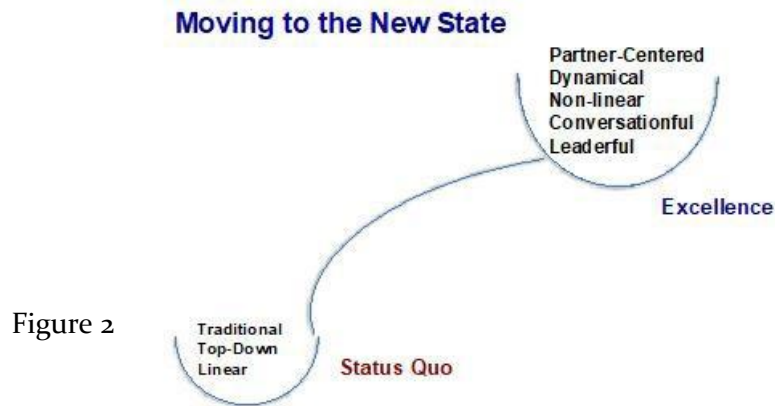 Moving to the New State
Partner-Centered
Dynamical
Non-linear
Conversationful
Leaderful
Excellence
Figure 2
Traditional
Top-Down
Linear
Status Quo